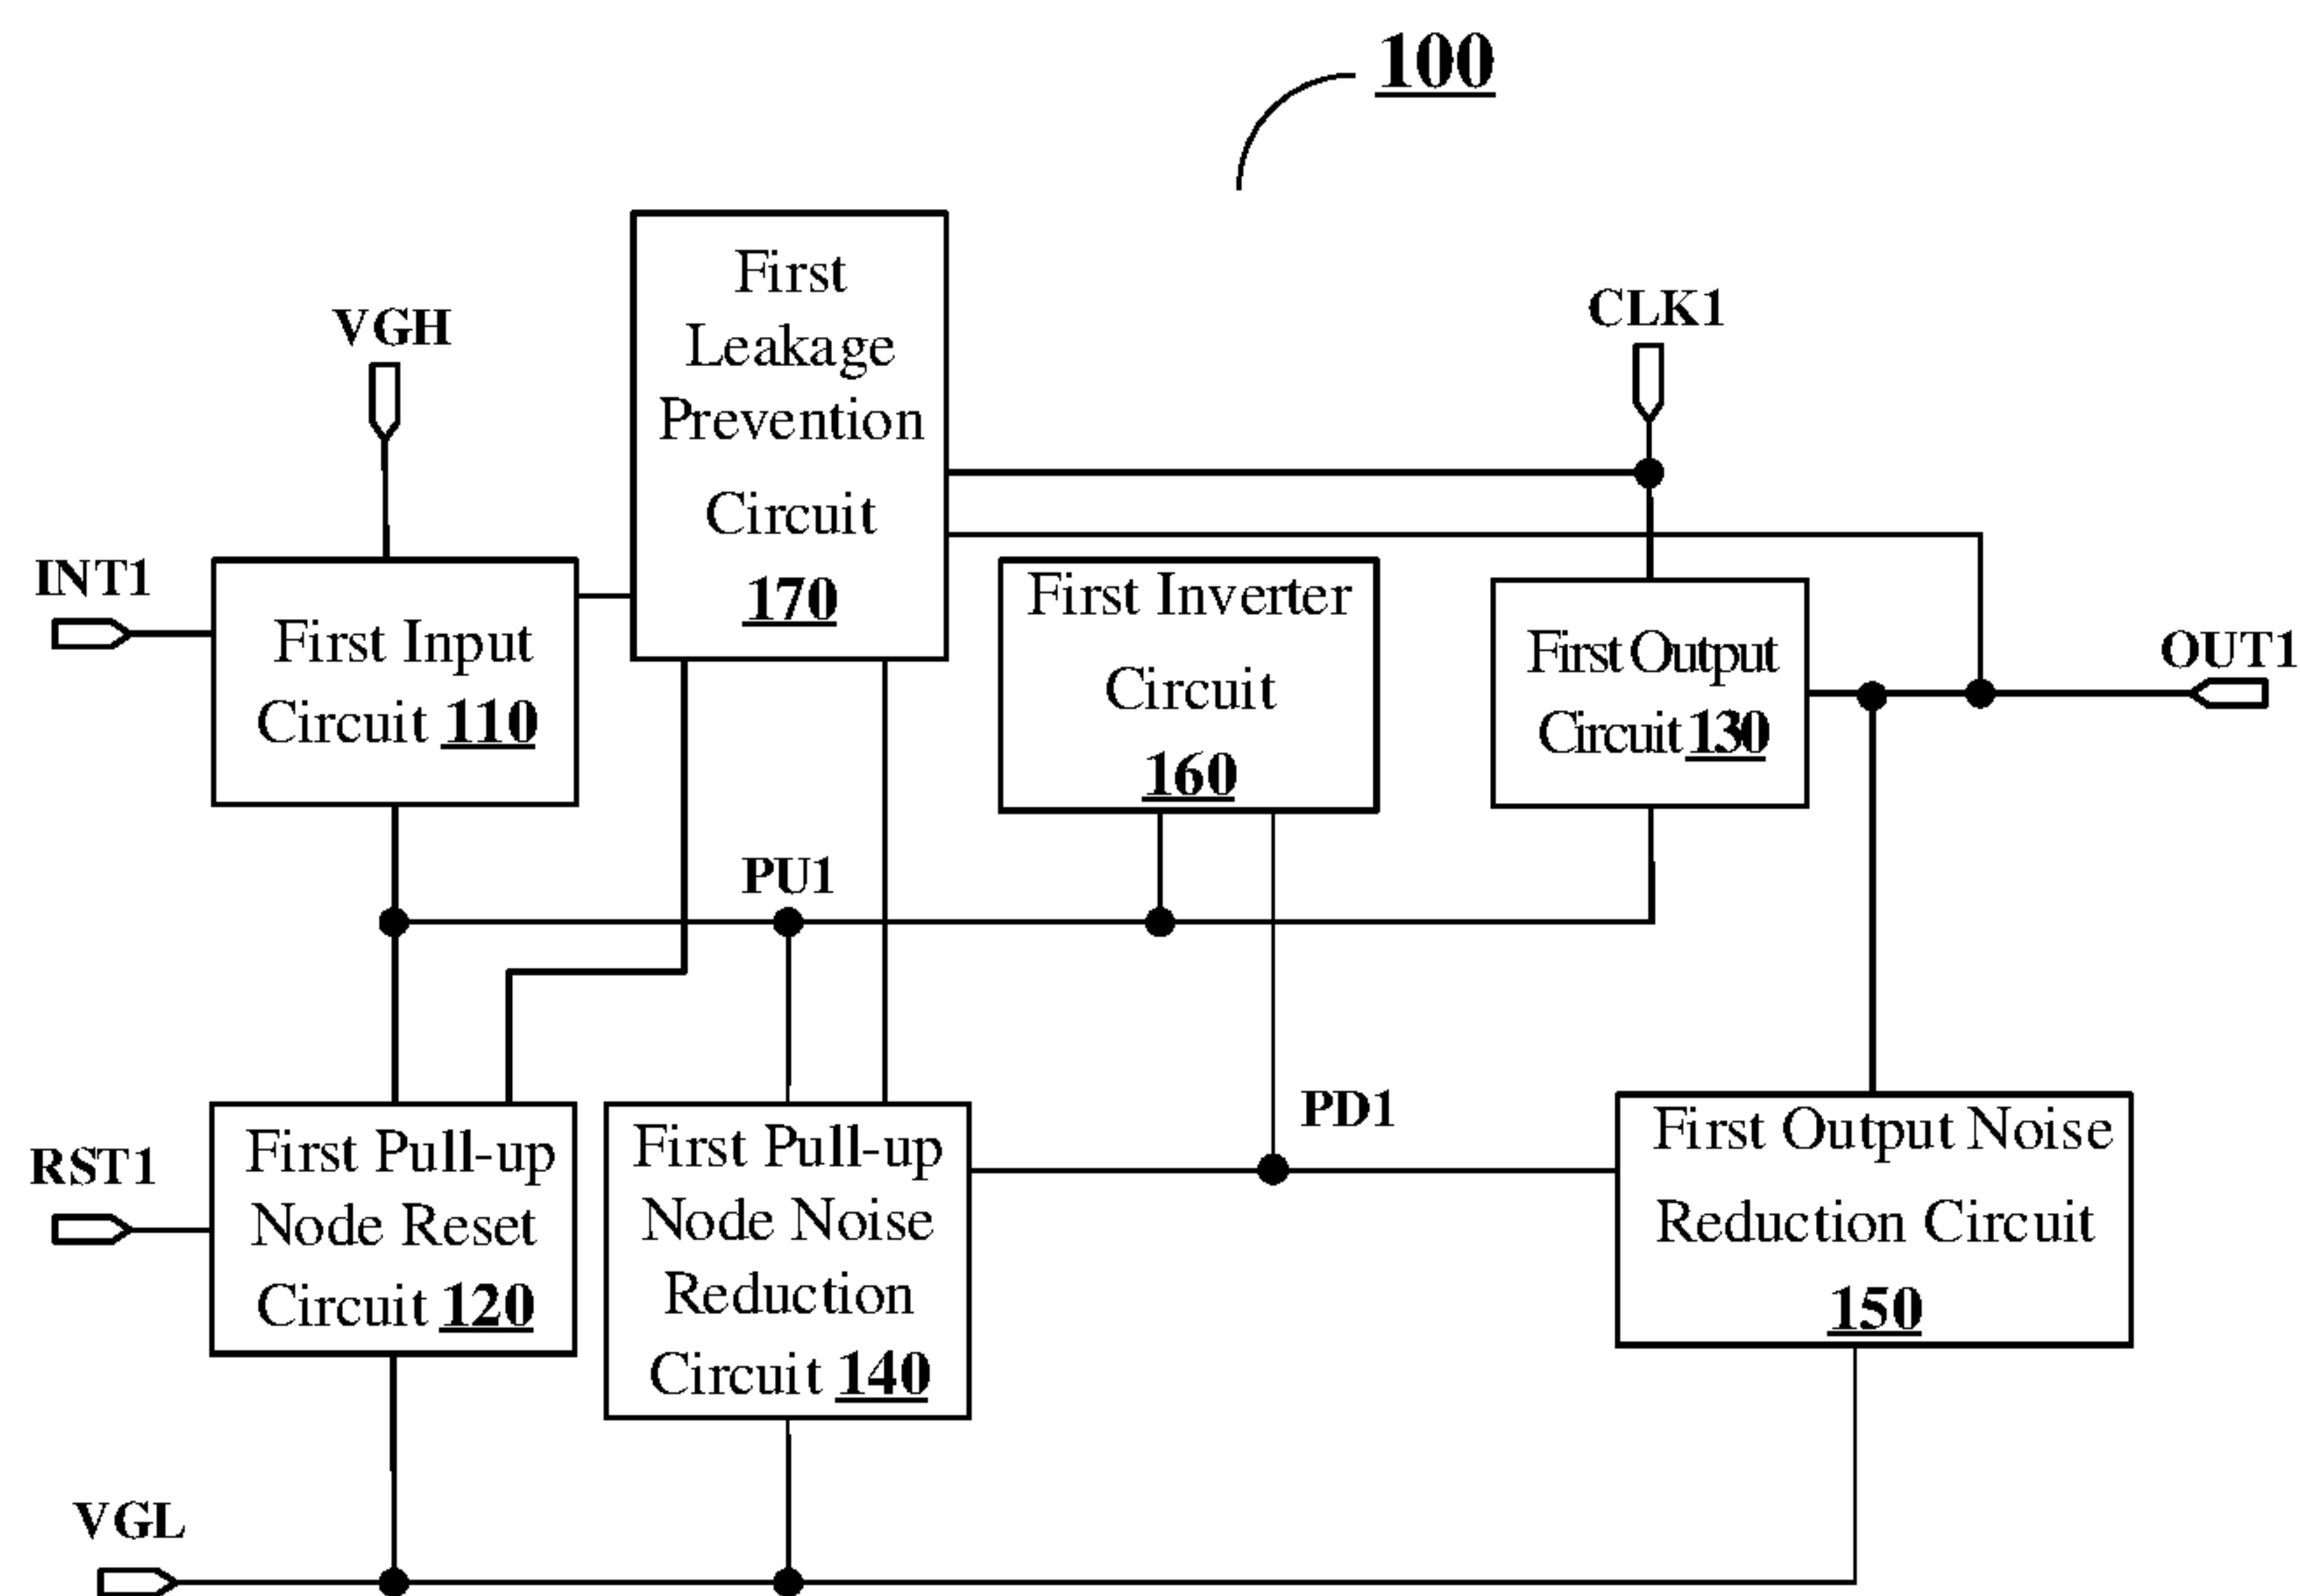 100
First
Leakage
Prevention
Circuit
170
VGH
CLK1
INT1
First Input
Circuit 110
First Inverter
Circuit
160
First Output
Circuit 130
OUT1
PU1
PD1
RST1
First Pull-up
Node Reset
Circuit 120
First Pull-up
Node Noise
Reduction
Circuit 140
First Output Noise
Reduction Circuit
150
VGL